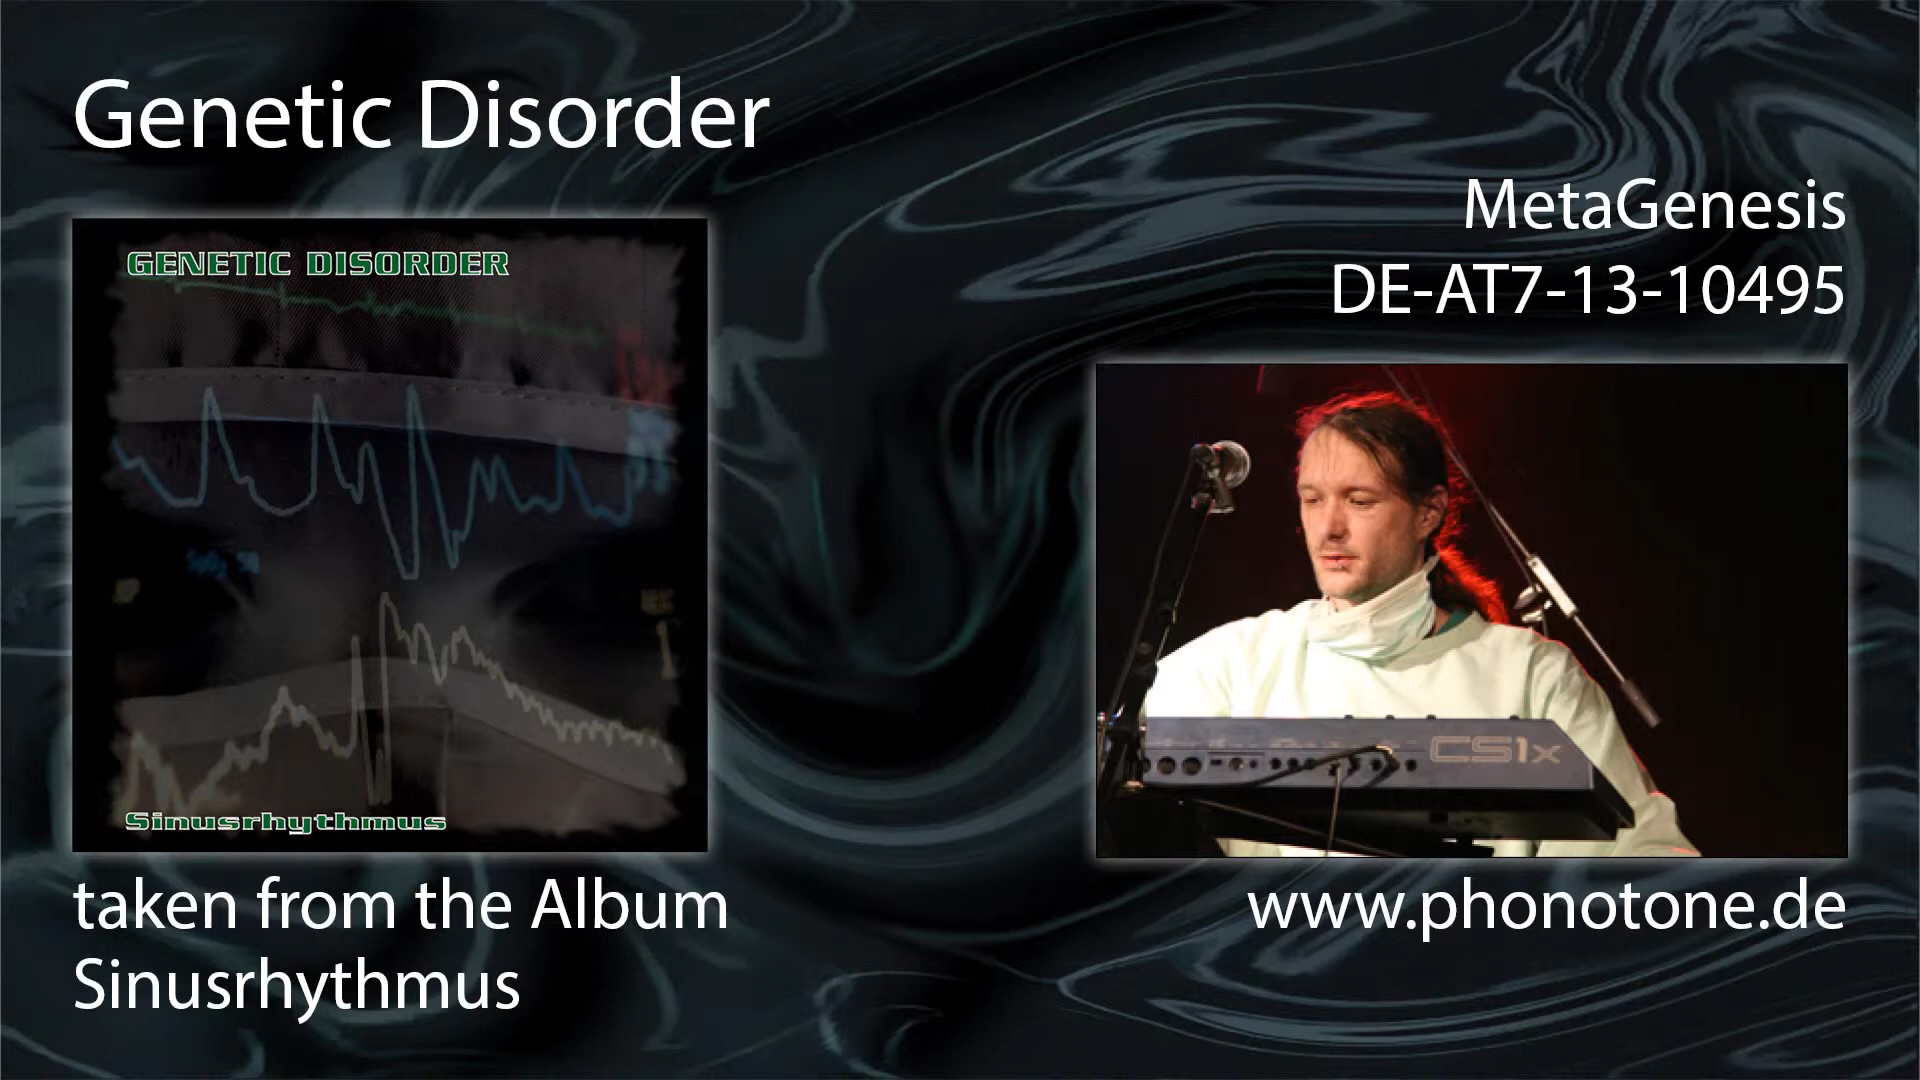 Genetic Disorder
MetaGenesis
DE-AT7-13-10495
GENETIC DISORDER
Sinusrhythmus
CS1x
taken from the Album
Sinusrhythmus
www.phonotone.de